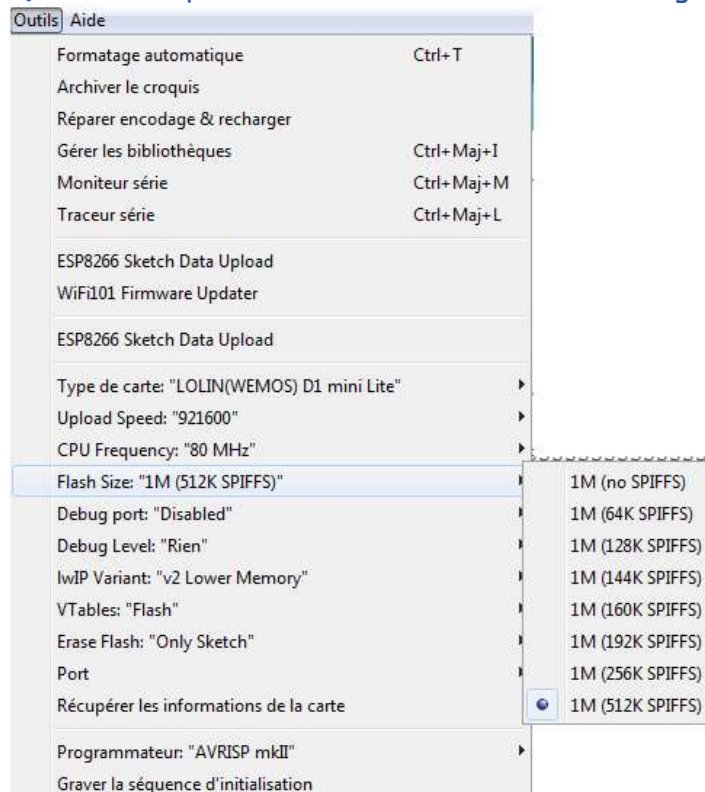 Outils Aide
Formatage automatique Ctrl+T
Archiver le croquis
Réparer encodage & recharger
Gérer les bibliothèques Ctrl+Maj+I
Moniteur série Ctrl+Maj+M
Traceur série Ctrl+Maj+L
ESP8266 Sketch Data Upload
WiFi101 Firmware Updater
ESP8266 Sketch Data Upload
Type de carte: "LOLIN(WEMOS) D1 mini Lite"
Upload Speed: "921600"
CPU Frequency: "80 MHz"
Flash Size: "1M (512K SPIFFS)"
Debug port: "Disabled"
Debug Level: "Rien"
lwIP Variant: "v2 Lower Memory"
VTables: "Flash"
Erase Flash: "Only Sketch"
Port
Récupérer les informations de la carte
Programmateur: "AVRISP mkII"
Graver la séquence d'initialisation
1M (no SPIFFS)
1M (64K SPIFFS)
1M (128K SPIFFS)
1M (144K SPIFFS)
1M (160K SPIFFS)
1M (192K SPIFFS)
1M (256K SPIFFS)
1M (512K SPIFFS)